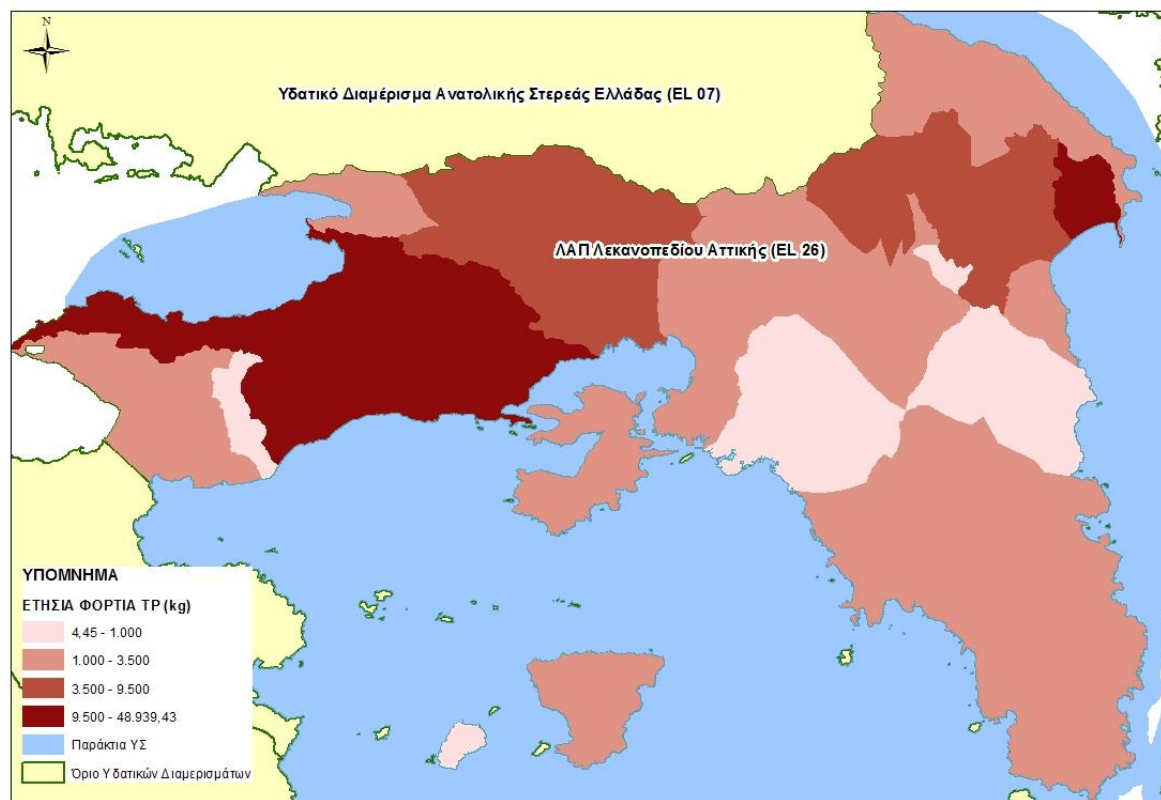 N
Υδατικό Διαμέρισμα Ανατολικής Στερεάς Ελλάδας (EL 07)
ΛΑΠ Λεκανοπεδίου Αττικής (EL 26)
ΥΠΟΜΝΗΜΑ
ΕΤΗΣΙΑ ΦΟΡΤΙΑ TP (kg)
4,45 - 1.000
1.000 - 3.500
3.500 - 9.500
9.500 - 48.939,43
Παράκτια ΥΣ
Όριο Υδατικών Διαμερισμάτων